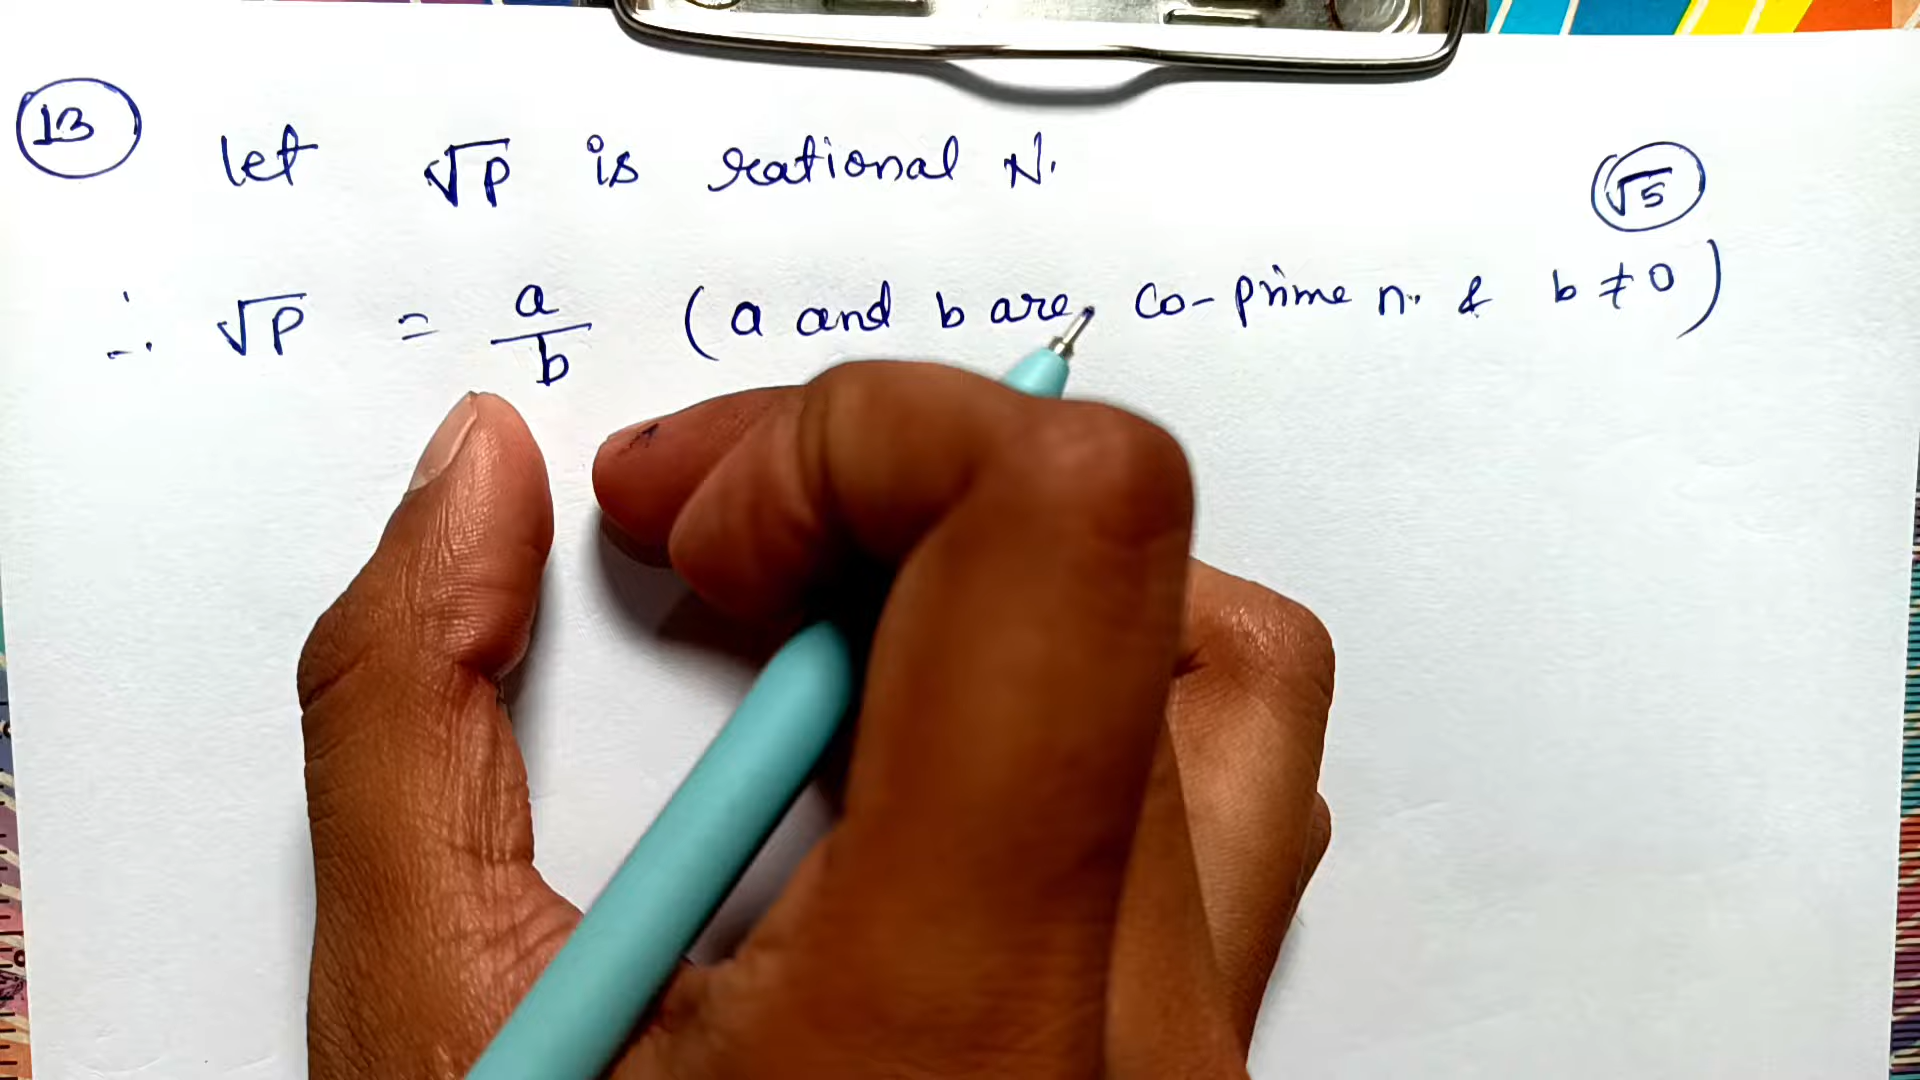 13 let √p is rational N.
√5
∴ √p = a/b (a and b are, co-prime n. & b ≠ 0)